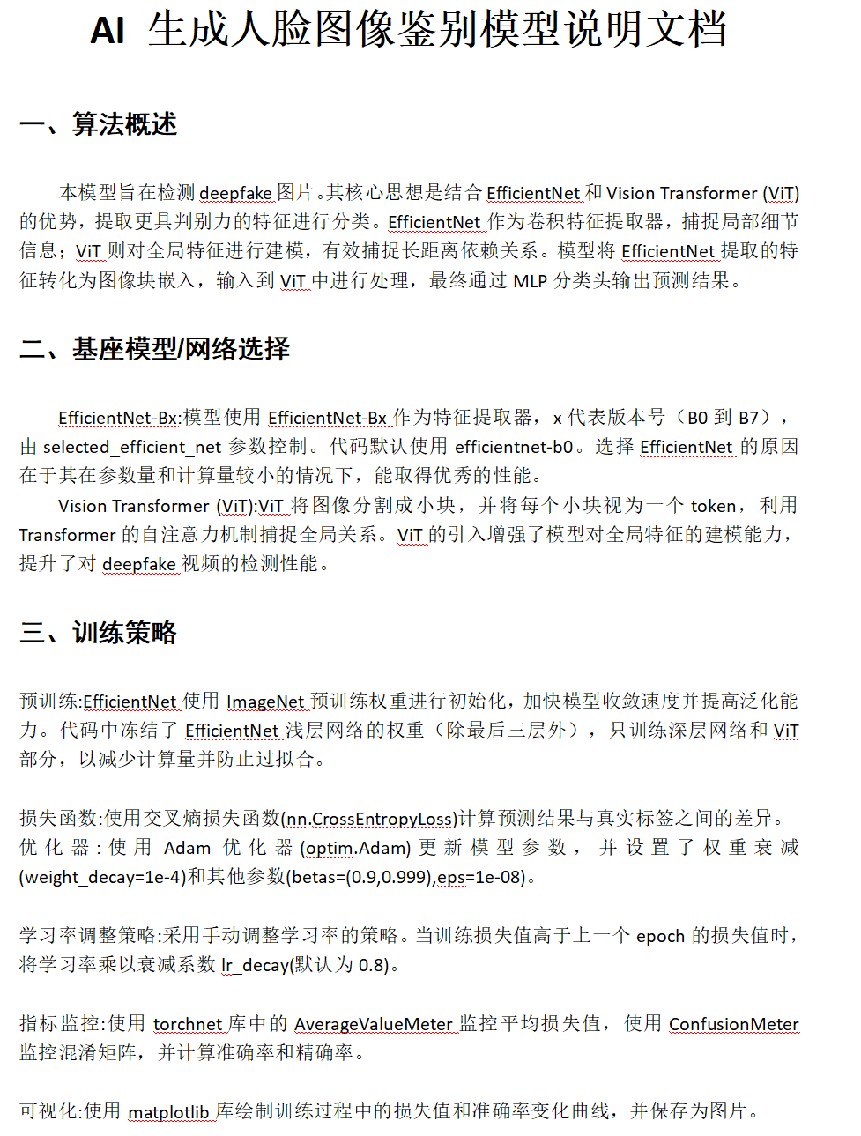 AI 生成人脸图像鉴别模型说明文档
一、算法概述
本模型旨在检测 deepfake 图片。其核心思想是结合 EfficientNet 和 Vision Transformer (ViT)
的优势，提取更具判别力的特征进行分类。EfficientNet 作为卷积特征提取器，捕捉局部细节
信息；ViT 则对全局特征进行建模，有效捕捉长距离依赖关系。模型将 EfficientNet 提取的特
征转化为图像块嵌入，输入到 ViT 中进行处理，最终通过 MLP 分类头输出预测结果。
二、基座模型/网络选择
EfficientNet-Bx:模型使用 EfficientNet-Bx 作为特征提取器，x 代表版本号（B0 到 B7），
由 selected_efficient_net 参数控制。代码默认使用 efficientnet-b0。选择 EfficientNet 的原因
在于其在参数量和计算量较小的情况下，能取得优秀的性能。
Vision Transformer (ViT):ViT 将图像分割成小块，并将每个小块视为一个 token，利用
Transformer 的自注意力机制捕捉全局关系。ViT 的引入增强了模型对全局特征的建模能力，
提升了对 deepfake 视频的检测性能。
三、训练策略
预训练:EfficientNet 使用 ImageNet 预训练权重进行初始化，加快模型收敛速度并提高泛化能
力。代码中冻结了 EfficientNet 浅层网络的权重（除最后三层外），只训练深层网络和 ViT
部分，以减少计算量并防止过拟合。
损失函数:使用交叉熵损失函数(nn.CrossEntropyLoss)计算预测结果与真实标签之间的差异。
优化器:使用 Adam 优化器(optim.Adam)更新模型参数，并设置了权重衰减
(weight_decay=1e-4)和其他参数(betas=(0.9,0.999),eps=1e-08)。
学习率调整策略:采用手动调整学习率的策略。当训练损失值高于上一个 epoch 的损失值时，
将学习率乘以衰减系数 lr_decay(默认为 0.8)。
指标监控:使用 torchnet 库中的 AverageValueMeter 监控平均损失值，使用 ConfusionMeter
监控混淆矩阵，并计算准确率和精确率。
可视化:使用 matplotlib 库绘制训练过程中的损失值和准确率变化曲线，并保存为图片。